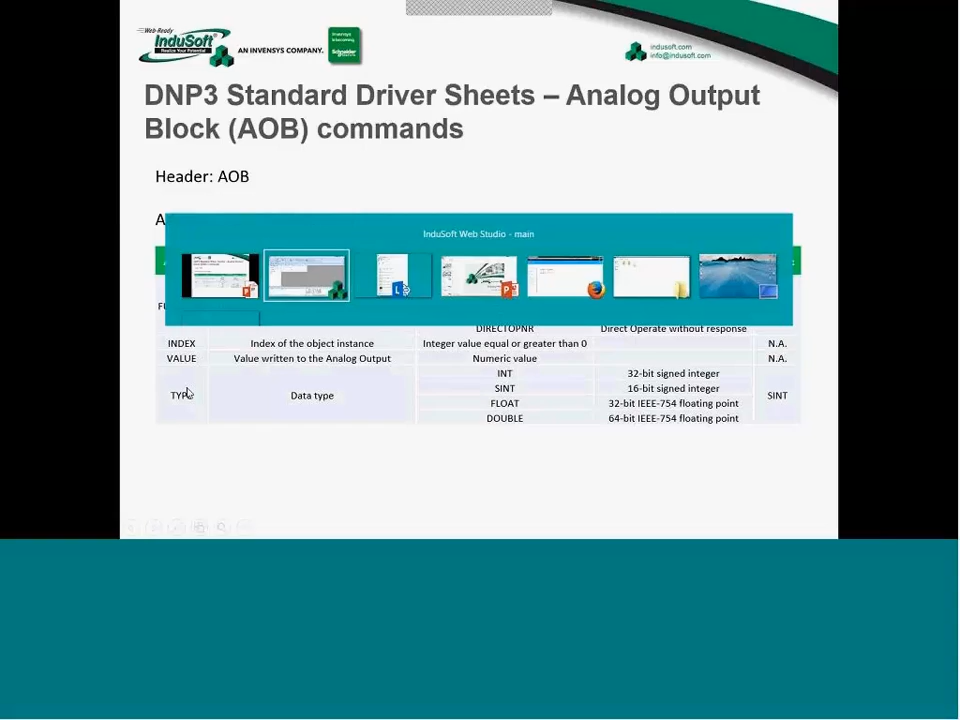 Web-Ready
InduSoft
Realize Your Potential
AN INVENSYS COMPANY.
Schneider
indusoft.com
info@indusoft.com
DNP3 Standard Driver Sheets – Analog Output
Block (AOB) commands
Header: AOB
A
InduSoft Web Studio - main
FU
DIRECTOPNR Direct Operate without response
INDEX Index of the object instance Integer value equal or greater than 0 N.A.
VALUE Value written to the Analog Output Numeric value N.A.
INT 32-bit signed integer
SINT 16-bit signed integer
TYPE Data type SINT
FLOAT 32-bit IEEE-754 floating point
DOUBLE 64-bit IEEE-754 floating point